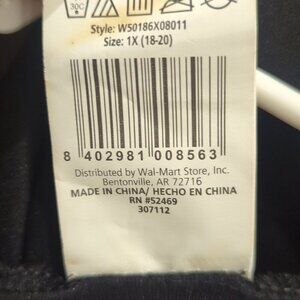 30C
Style: W50186X08011
Size: 1X (18-20)
8 402981 008563
Distributed by Wal-Mart Store, Inc.
Bentonville, AR 72716
MADE IN CHINA/ HECHO EN CHINA
RN #52469
307112